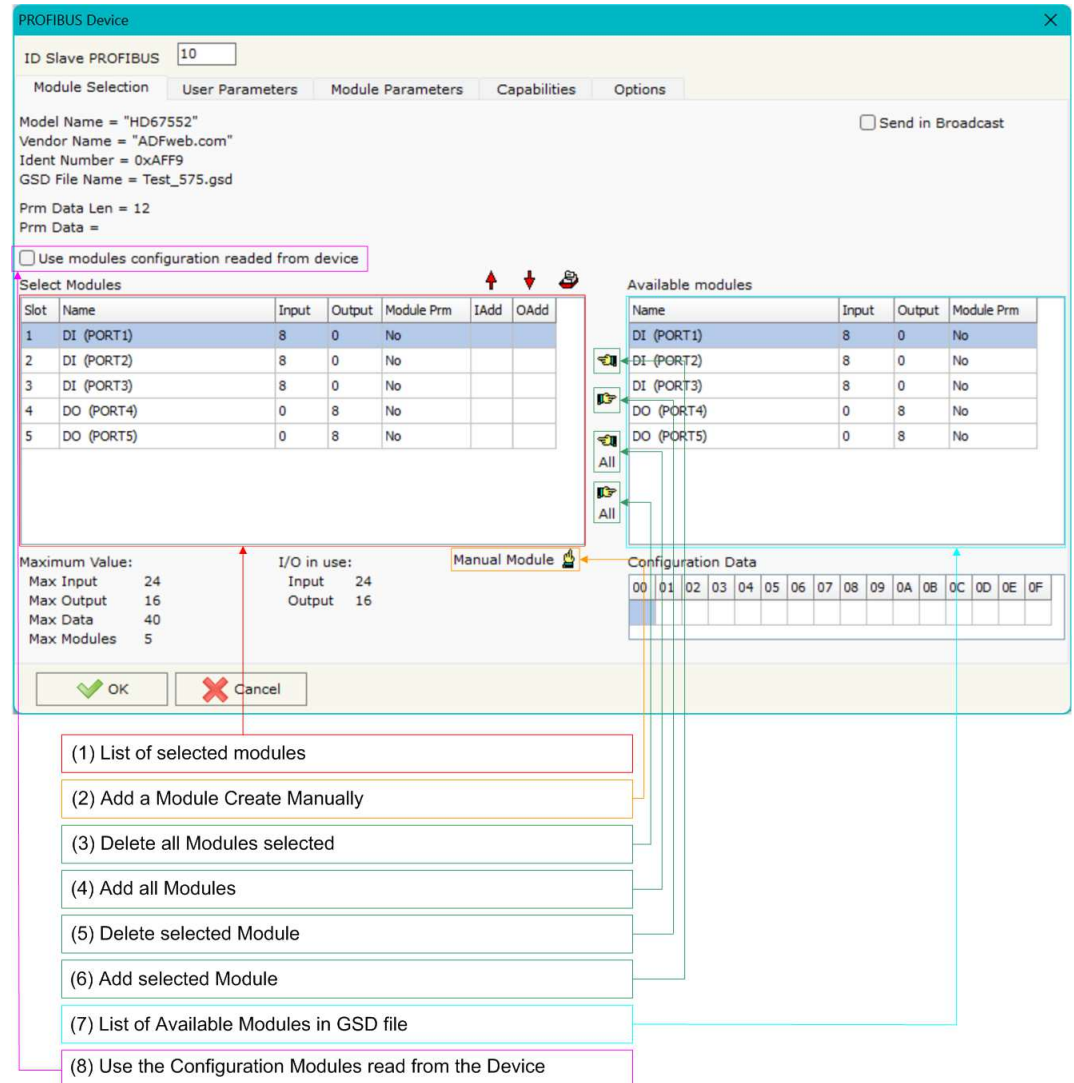 PROFIBUS Device
ID Slave PROFIBUS 10
Module Selection User Parameters Module Parameters Capabilities Options
Model Name = "HD67552"
Send in Broadcast
Vendor Name = "ADFweb.com"
Ident Number = 0xAFF9
GSD File Name = Test_575.gsd
Prm Data Len = 12
Prm Data =
Use modules configuration readed from device
Select Modules
Slot Name Input Output Module Prm IAdd OAdd
1 DI (PORT1) 8 0 No
2 DI (PORT2) 8 0 No
3 DI (PORT3) 8 0 No
4 DO (PORT4) 0 8 No
5 DO (PORT5) 0 8 No
All
All
Available modules
Name Input Output Module Prm
DI (PORT1) 8 0 No
DI (PORT2) 8 0 No
DI (PORT3) 8 0 No
DO (PORT4) 0 8 No
DO (PORT5) 0 8 No
Maximum Value:
Max Input 24
Max Output 16
Max Data 40
Max Modules 5
I/O in use:
Input 24
Output 16
Manual Module
Configuration Data
00 01 02 03 04 05 06 07 08 09 0A 0B 0C 0D 0E 0F
OK Cancel
(1) List of selected modules
(2) Add a Module Create Manually
(3) Delete all Modules selected
(4) Add all Modules
(5) Delete selected Module
(6) Add selected Module
(7) List of Available Modules in GSD file
(8) Use the Configuration Modules read from the Device